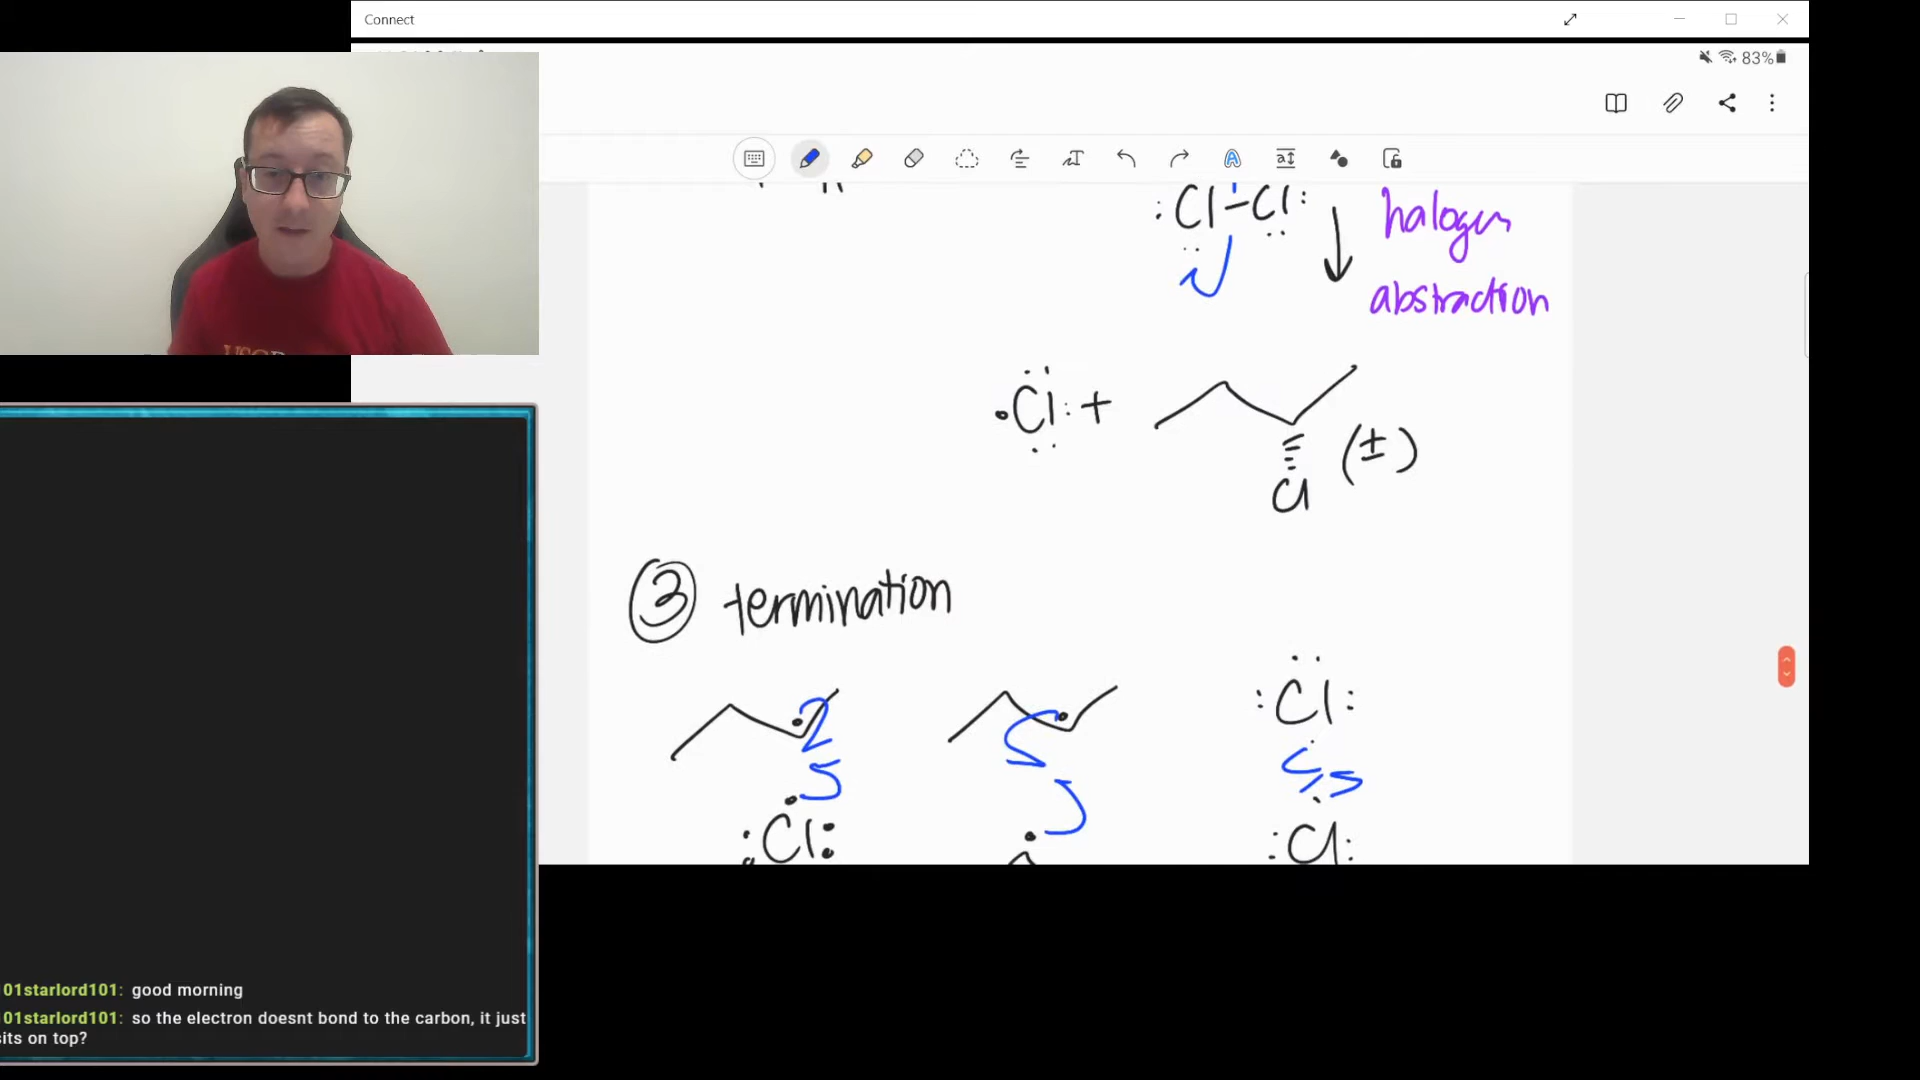 Connect
83%
Cl-Cl
halogen
abstraction
Cl +
Cl
(±)
③ termination
Cl
Cl
Cl
01starlord101: good morning
01starlord101: so the electron doesnt bond to the carbon, it just
sits on top?